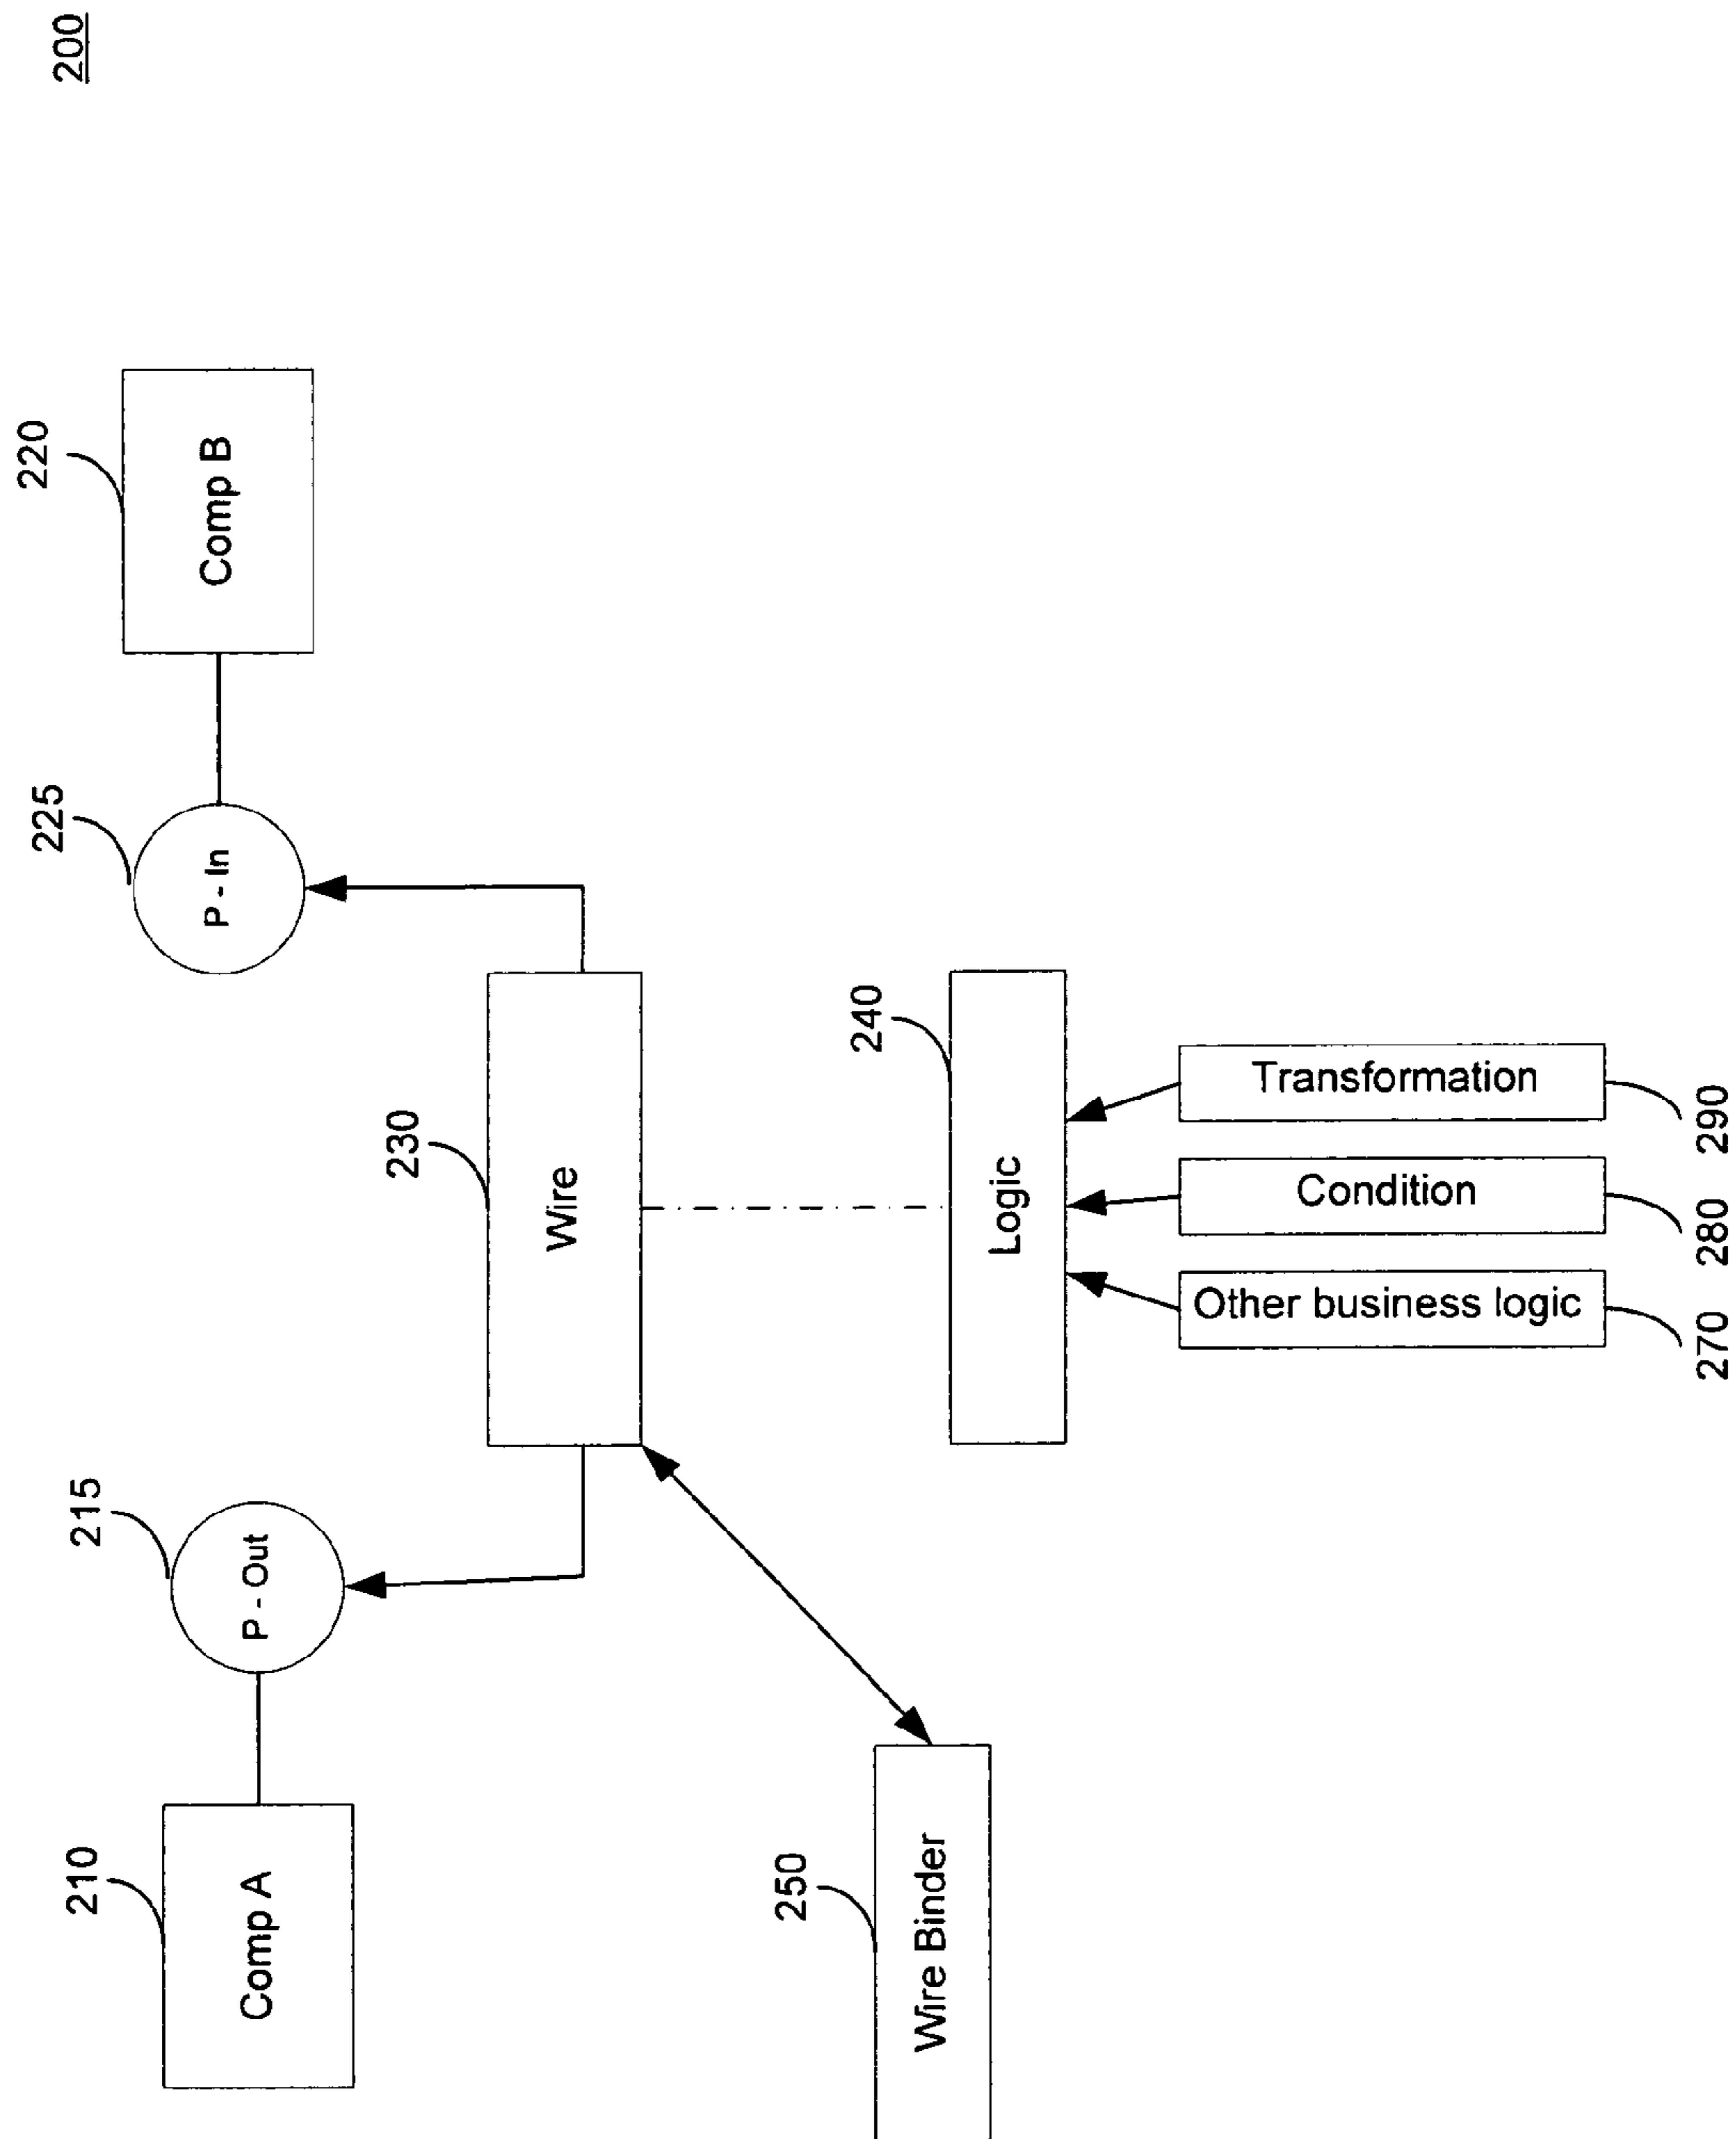 200
220
Comp B
225
P - In
230
Wire
240
Logic
Transformation
290
Condition
280
Other business logic
270
215
P - Out
210
Comp A
250
Wire Binder